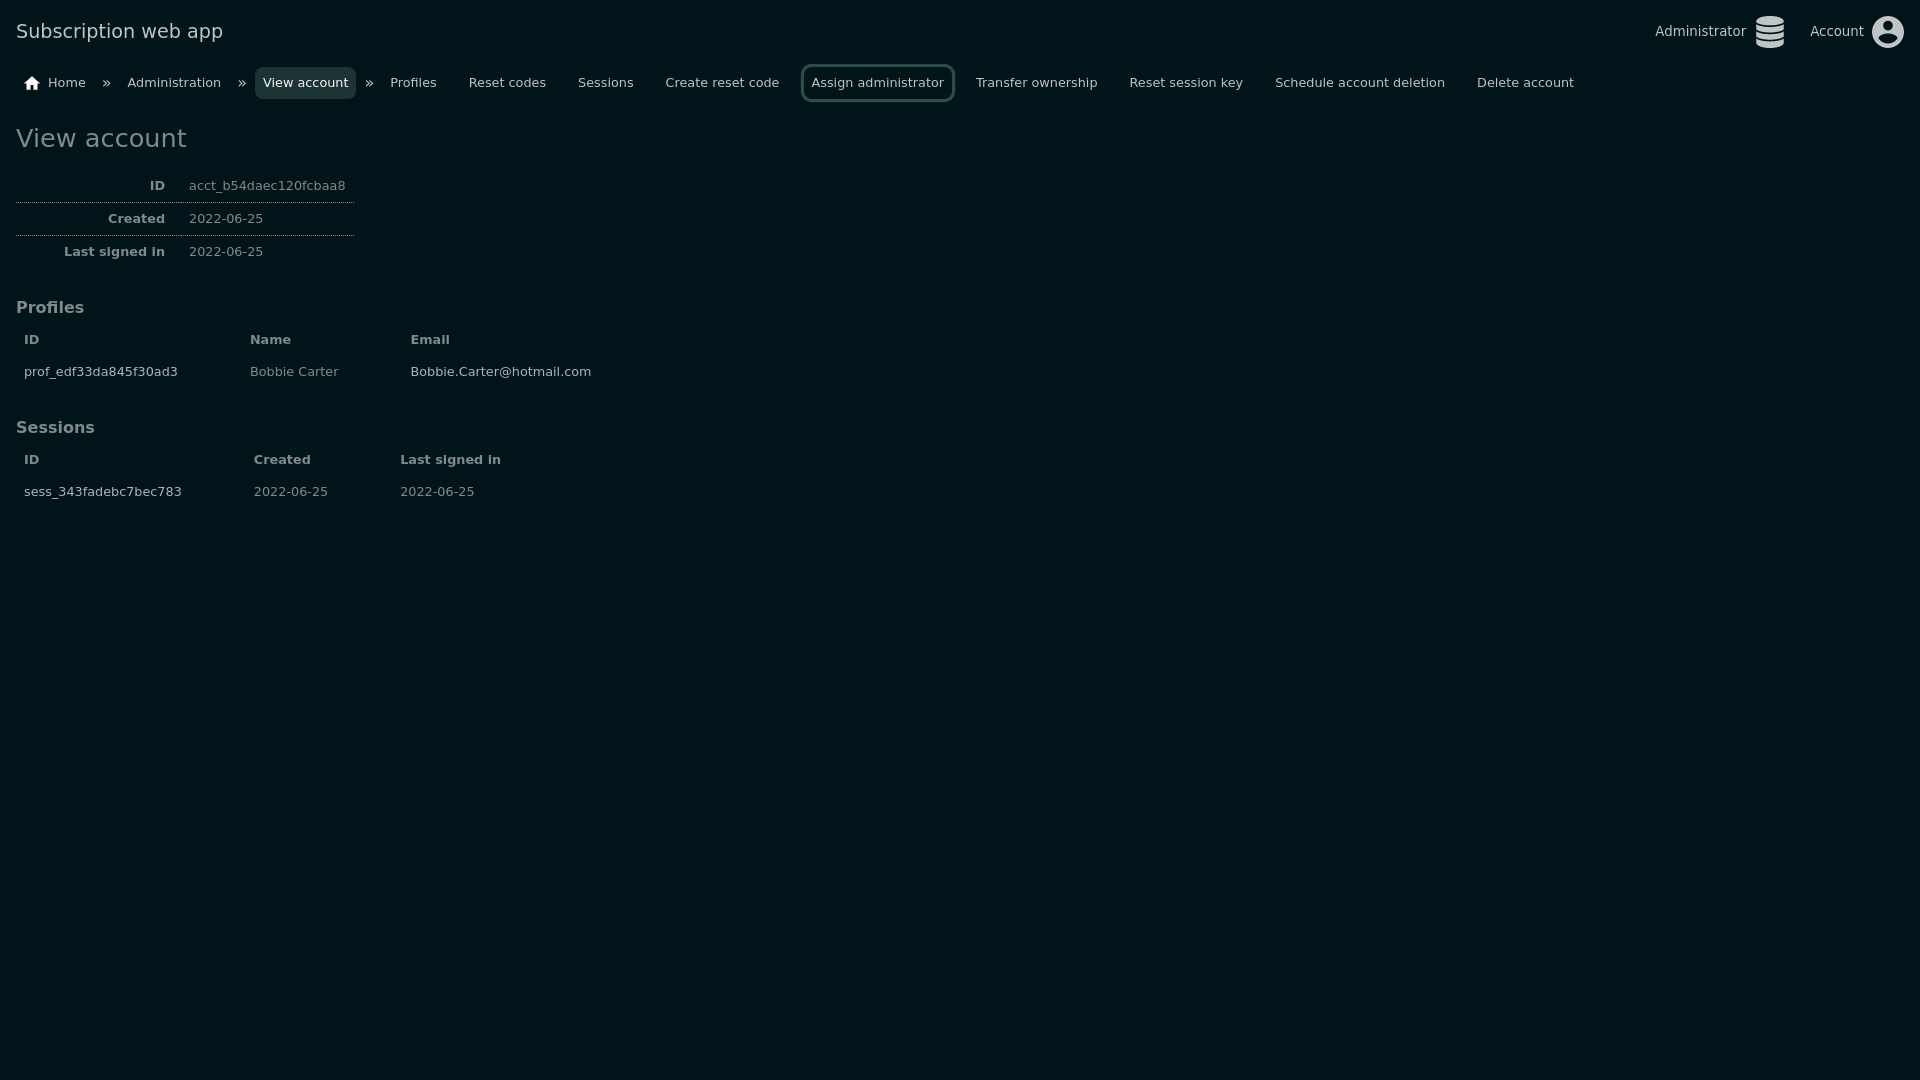 Subscription web app
Administrator Account
Home » Administration » View account » Profiles Reset codes Sessions Create reset code Assign administrator Transfer ownership Reset session key Schedule account deletion Delete account
View account
ID acct_b54daec120fcbaa8
Created 2022-06-25
Last signed in 2022-06-25
Profiles
ID Name Email
prof_edf33da845f30ad3 Bobbie Carter Bobbie.Carter@hotmail.com
Sessions
ID Created Last signed in
sess_343fadebc7bec783 2022-06-25 2022-06-25